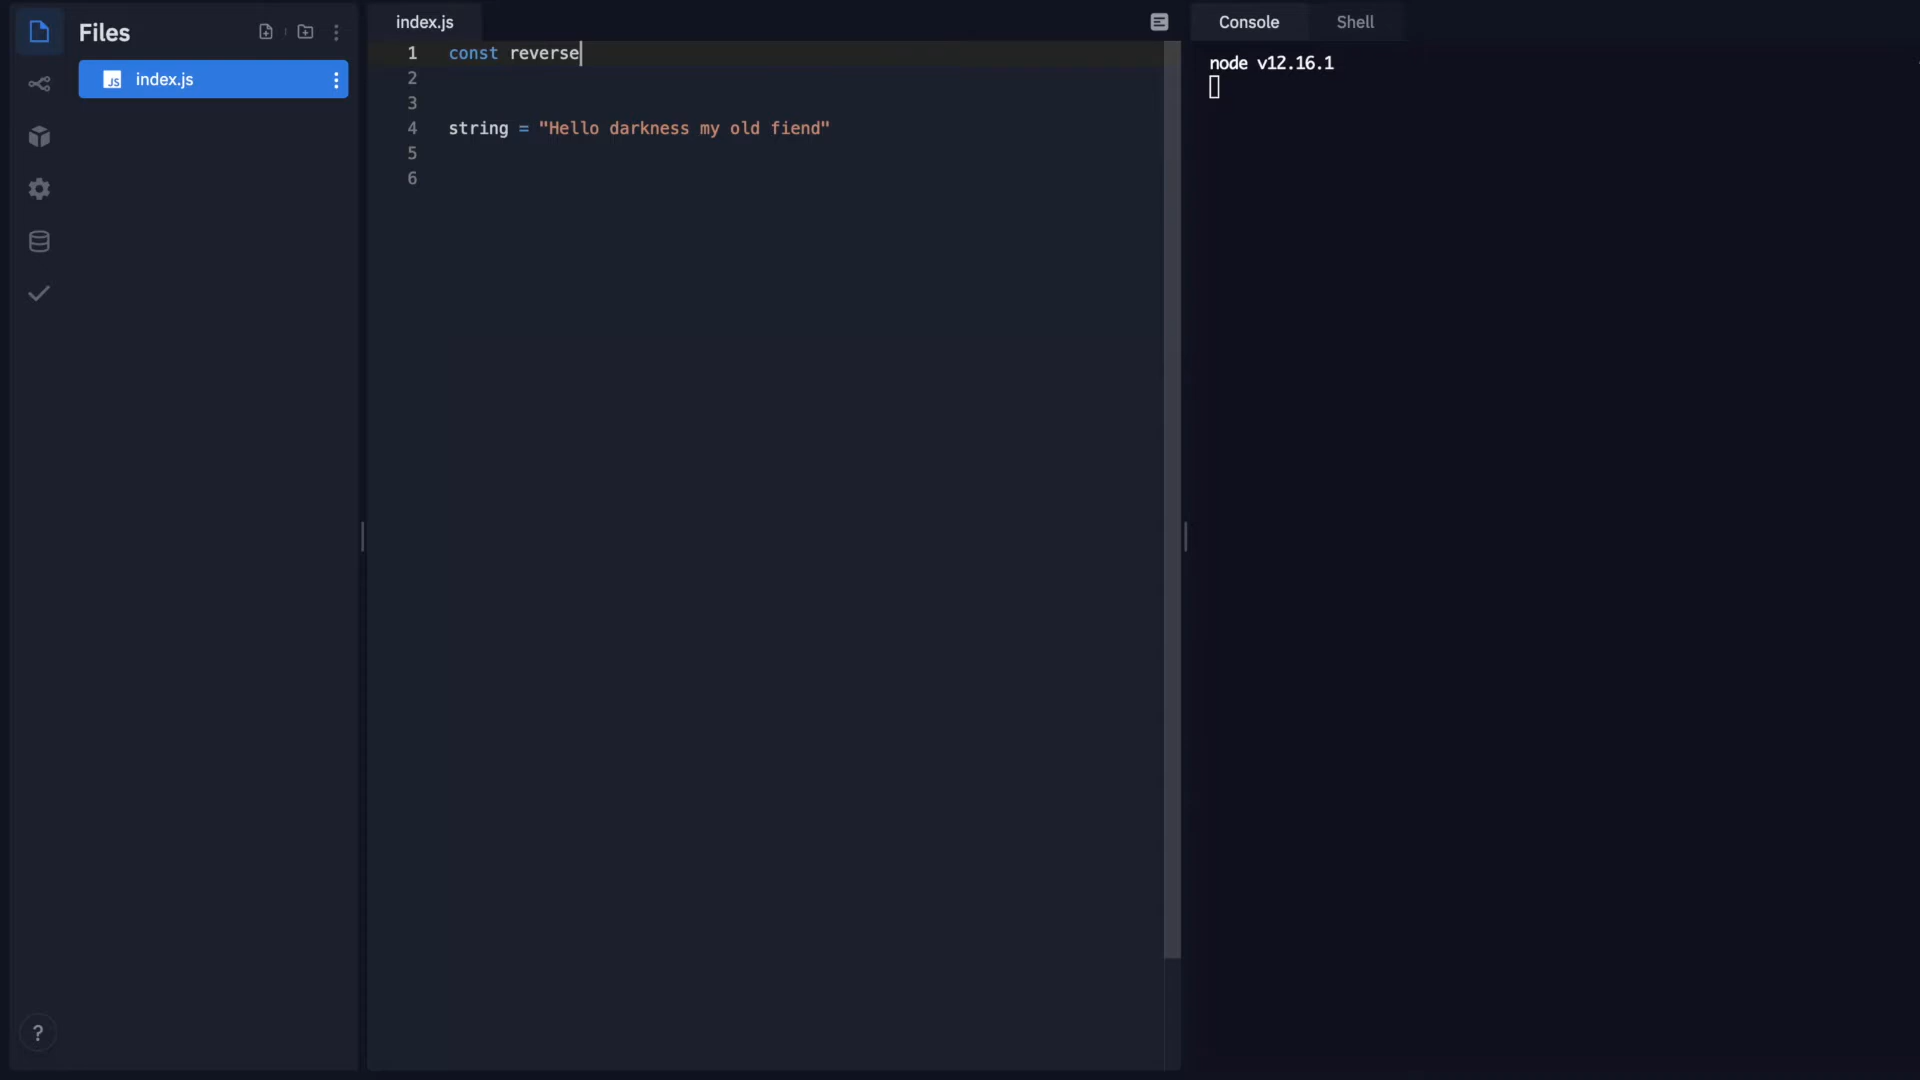 Files
index.js
index.js
1 const reverse
2
3
4 string = "Hello darkness my old fiend"
5
6
Console Shell
node v12.16.1
?